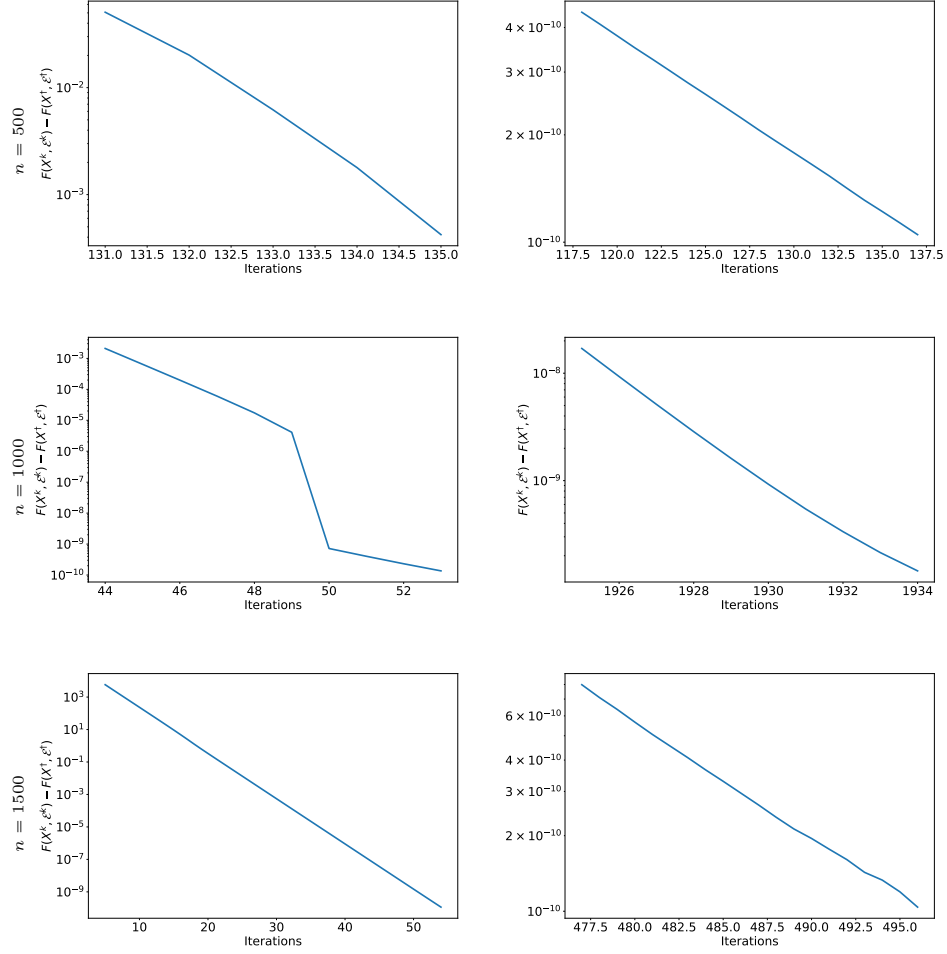 n = 500
F(X^k, ℰ^k) − F(X^†, ℰ^†)
10^−2
10^−3
131.0 131.5 132.0 132.5 133.0 133.5 134.0 134.5 135.0
Iterations
4 × 10^−10
3 × 10^−10
2 × 10^−10
10^−10
117.5 120.0 122.5 125.0 127.5 130.0 132.5 135.0 137.5
Iterations
n = 1000
F(X^k, ℰ^k) − F(X^†, ℰ^†)
10^−3
10^−4
10^−5
10^−6
10^−7
10^−8
10^−9
10^−10
44 46 48 50 52
Iterations
F(X^k, ℰ^k) − F(X^†, ℰ^†)
10^−8
10^−9
1926 1928 1930 1932 1934
Iterations
n = 1500
F(X^k, ℰ^k) − F(X^†, ℰ^†)
10^3
10^1
10^−1
10^−3
10^−5
10^−7
10^−9
10 20 30 40 50
Iterations
6 × 10^−10
4 × 10^−10
3 × 10^−10
2 × 10^−10
10^−10
477.5 480.0 482.5 485.0 487.5 490.0 492.5 495.0
Iterations